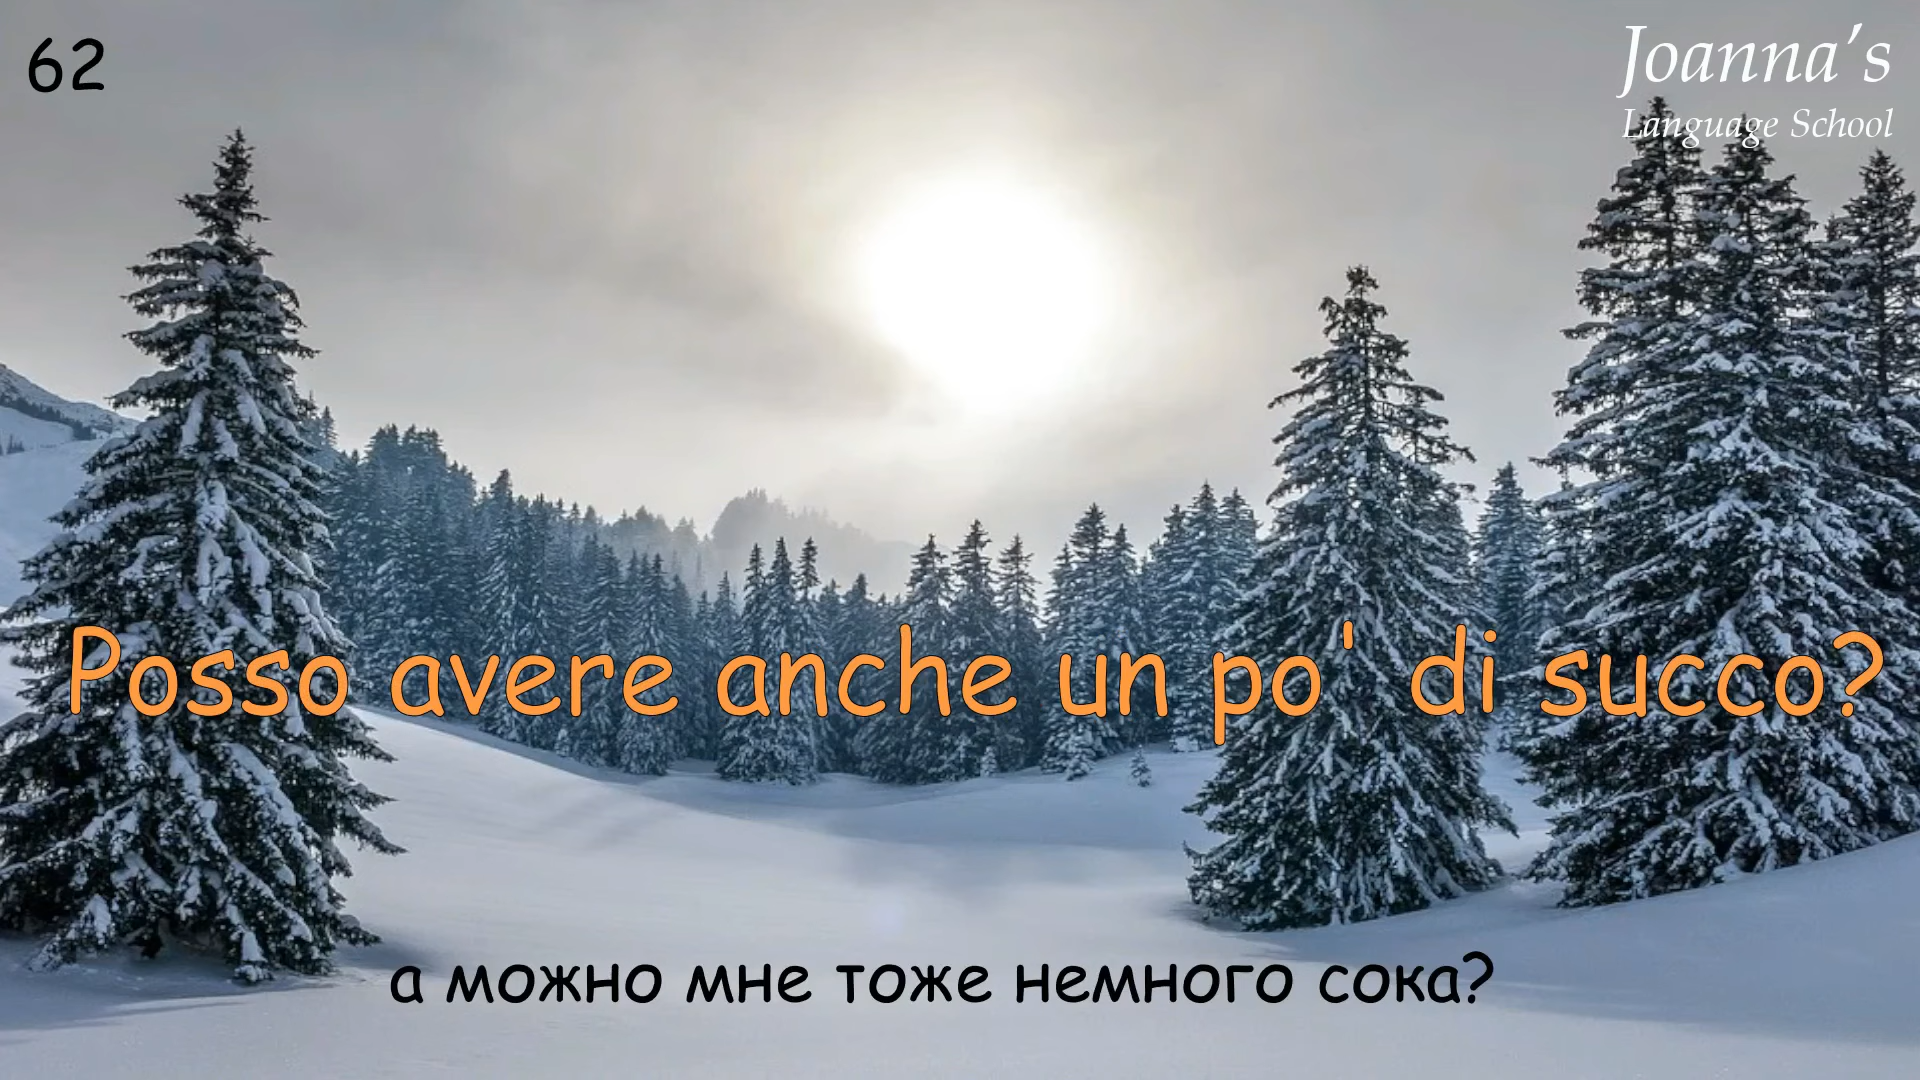 62
Joanna's
Language School
Posso avere anche un po' di succo?
а можно мне тоже немного сока?